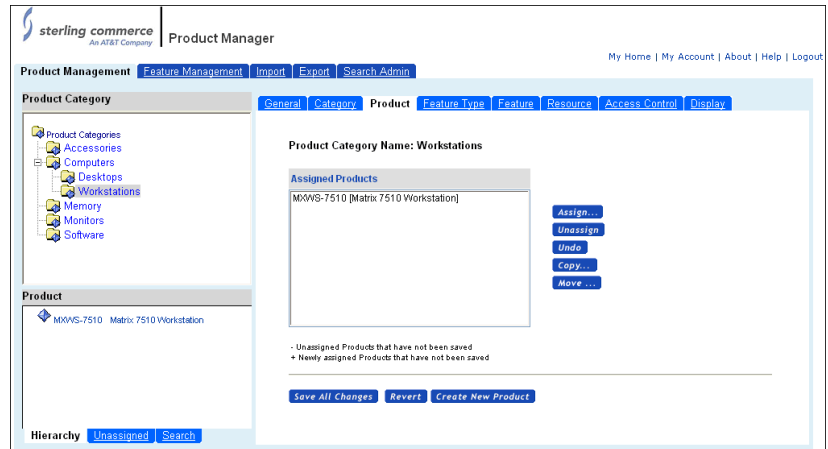 sterling commerce
An AT&T Company
Product Manager
My Home | My Account | About | Help | Logout
Product Management Feature Management Import Export Search Admin
Product Category
General Category Product Feature Type Feature Resource Access Control Display
Product Categories
Accessories
Computers
Desktops
Workstations
Memory
Monitors
Software
Product Category Name: Workstations
Assigned Products
MXWS-7510 [Matrix 7510 Workstation]
Assign...
Unassign
Undo
Copy...
Move ...
Product
MXWS-7510 Matrix 7510 Workstation
- Unassigned Products that have not been saved
+ Newly assigned Products that have not been saved
Save All Changes Revert Create New Product
Hierarchy Unassigned Search